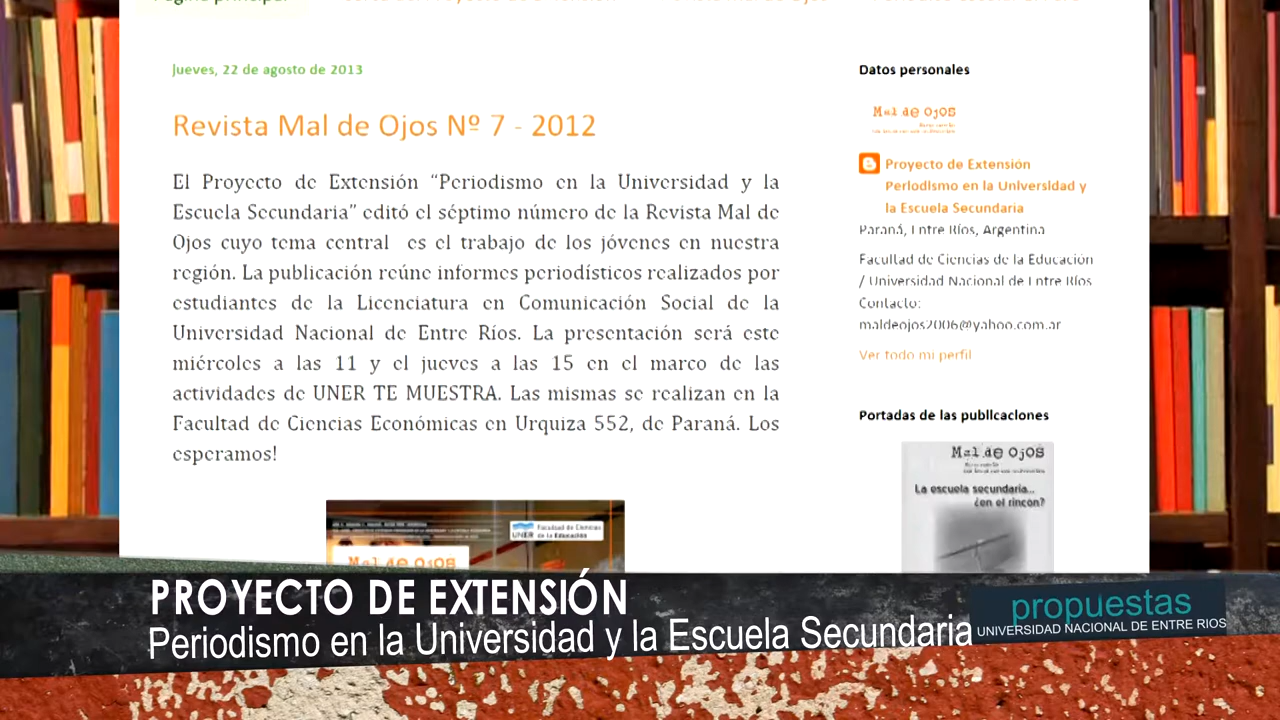 Página principal
Jueves, 22 de agosto de 2013
Revista Mal de Ojos Nº 7 - 2012
El Proyecto de Extensión “Periodismo en la Universidad y la
Escuela Secundaria” editó el séptimo número de la Revista Mal de
Ojos cuyo tema central es el trabajo de los jóvenes en nuestra
región. La publicación reúne informes periodísticos realizados por
estudiantes de la Licenciatura en Comunicación Social de la
Universidad Nacional de Entre Ríos. La presentación será este
miércoles a las 11 y el jueves a las 15 en el marco de las
actividades de UNER TE MUESTRA. Las mismas se realizan en la
Facultad de Ciencias Económicas en Urquiza 552, de Paraná. Los
esperamos!
UNER
Facultad de Ciencias
de la Educación
Mal de Ojos
Datos personales
Mal de Ojos
Proyecto de Extensión
Periodismo en la Universidad y
la Escuela Secundaria
Paraná, Entre Ríos, Argentina
Facultad de Ciencias de la Educación
/ Universidad Nacional de Entre Ríos
Contacto:
maldeojos2006@yahoo.com.ar
Ver todo mi perfil
Portadas de las publicaciones
Mal de Ojos
La escuela secundaria...
¿en el rincon?
PROYECTO DE EXTENSIÓN
Periodismo en la Universidad y la Escuela Secundaria
propuestas
UNIVERSIDAD NACIONAL DE ENTRE RIOS